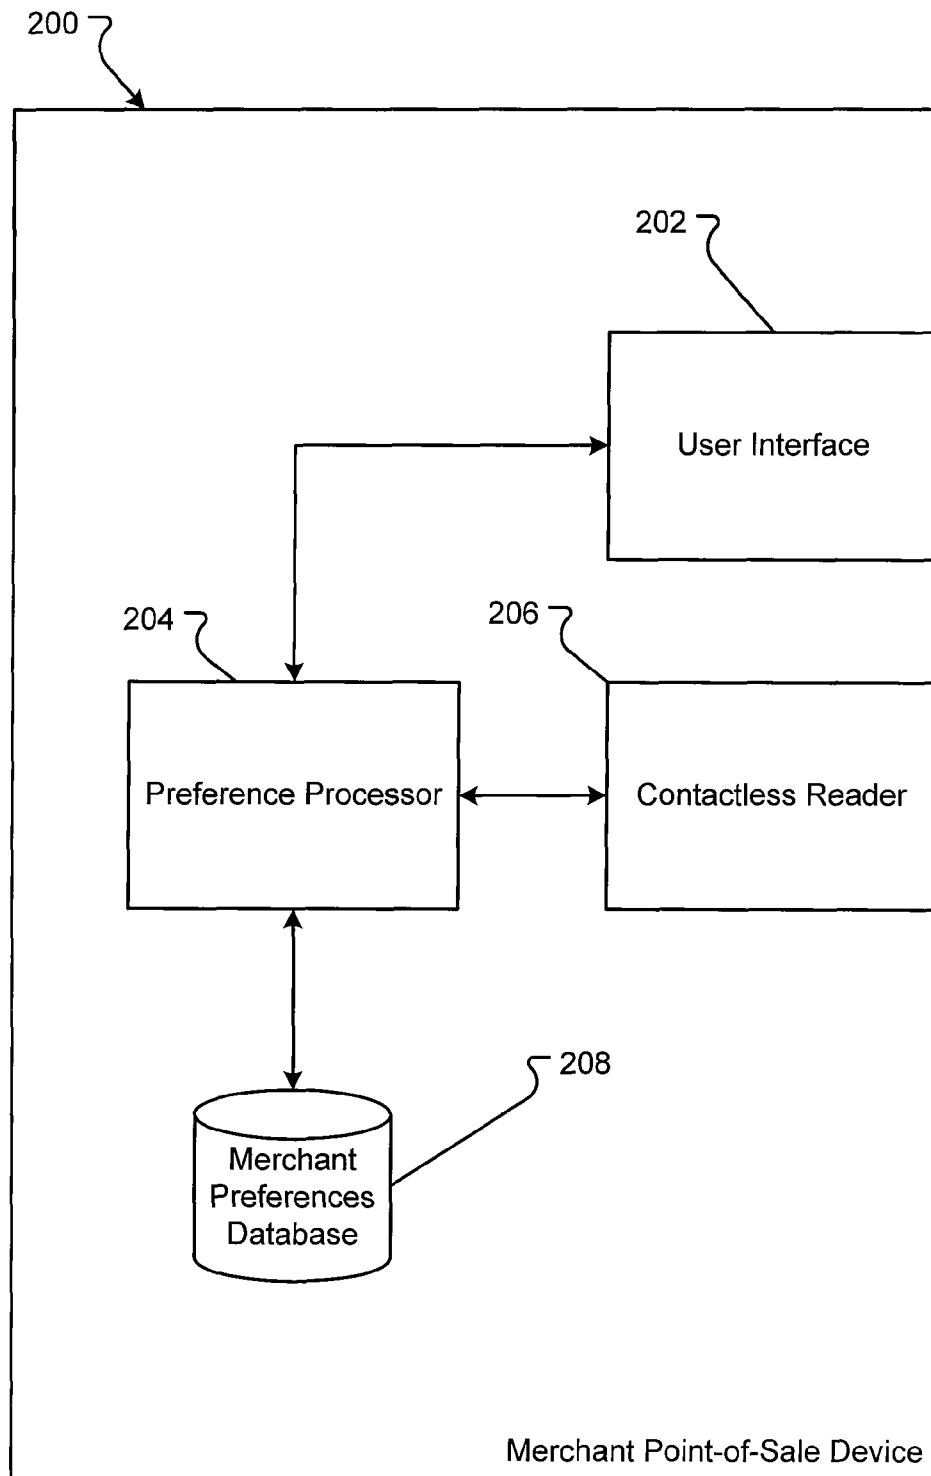 200
202
User Interface
204
206
Preference Processor
Contactless Reader
208
Merchant
Preferences
Database
Merchant Point-of-Sale Device